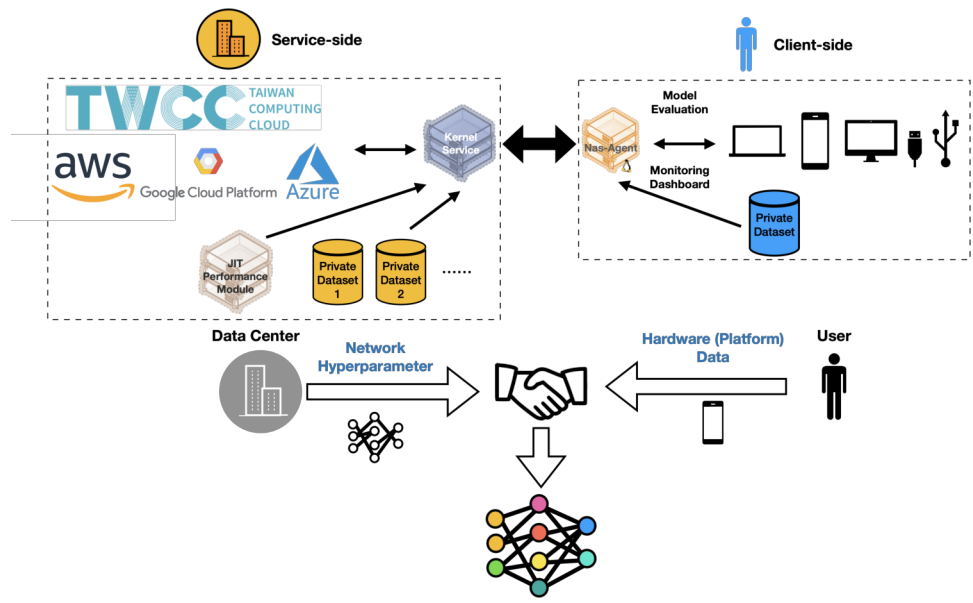 Service-side
Client-side
TWCC
TAIWAN
COMPUTING
CLOUD
aws
Google Cloud Platform
Azure
Kernel
Service
Nas-Agent
Model
Evaluation
Monitoring
Dashboard
Private
Dataset
JIT
Performance
Module
Private
Dataset
1
Private
Dataset
2
......
Data Center
Network
Hyperparameter
Hardware (Platform)
Data
User